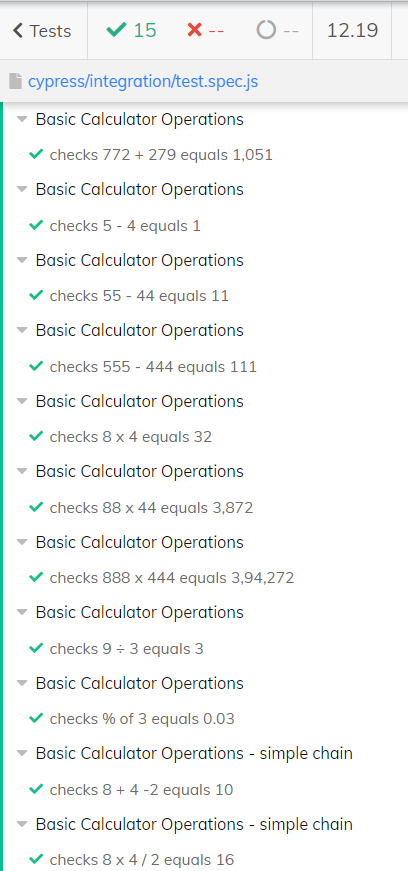 Tests 15 -- -- 12.19
cypress/integration/test.spec.js
Basic Calculator Operations
checks 772 + 279 equals 1,051
Basic Calculator Operations
checks 5 - 4 equals 1
Basic Calculator Operations
checks 55 - 44 equals 11
Basic Calculator Operations
checks 555 - 444 equals 111
Basic Calculator Operations
checks 8 x 4 equals 32
Basic Calculator Operations
checks 88 x 44 equals 3,872
Basic Calculator Operations
checks 888 x 444 equals 3,94,272
Basic Calculator Operations
checks 9 ÷ 3 equals 3
Basic Calculator Operations
checks % of 3 equals 0.03
Basic Calculator Operations - simple chain
checks 8 + 4 -2 equals 10
Basic Calculator Operations - simple chain
checks 8 x 4 / 2 equals 16